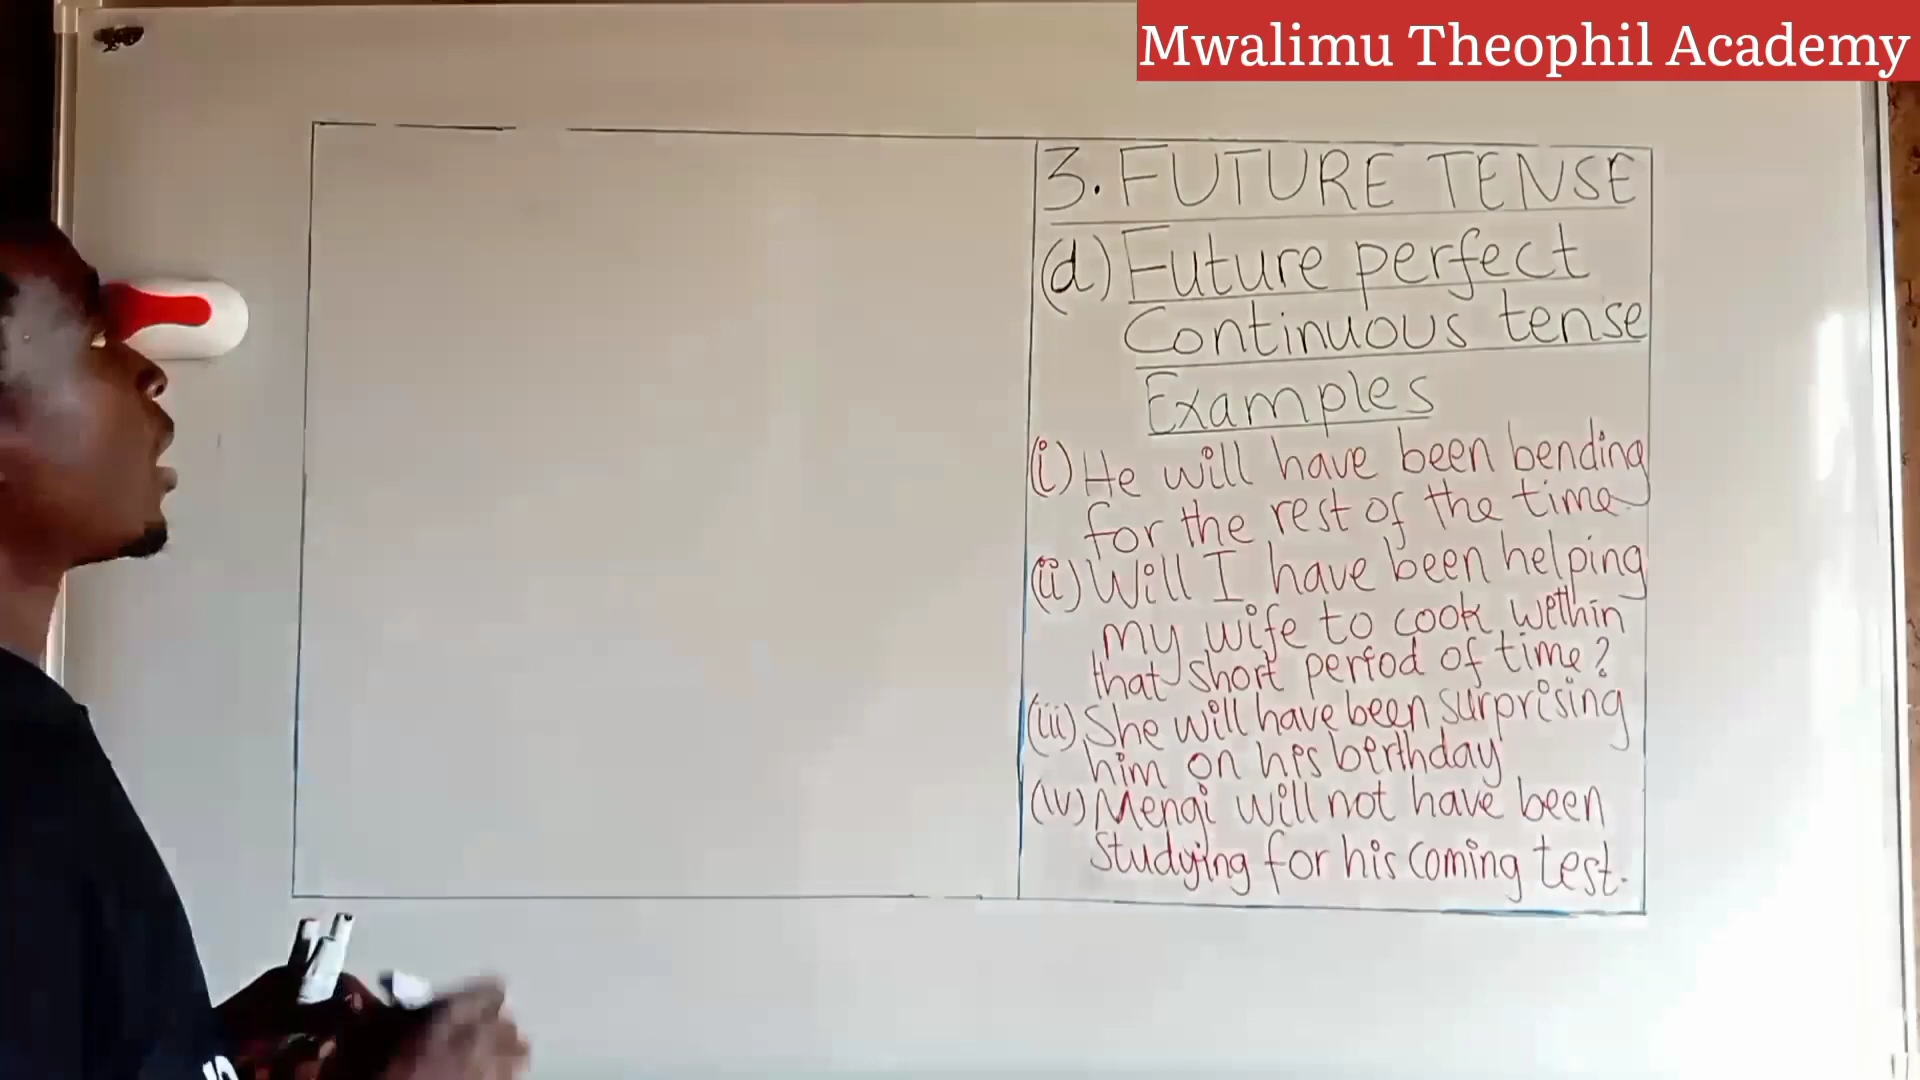 Mwalimu Theophil Academy
3. FUTURE TENSE
(d) Future perfect
Continuous tense
Examples
(i) He will have been bending
for the rest of the time
(ii) Will I have been helping
my wife to cook within
that short period of time?
(iii) She will have been surprising
him on his birthday
(iv) Mengi will not have been
studying for his coming test.